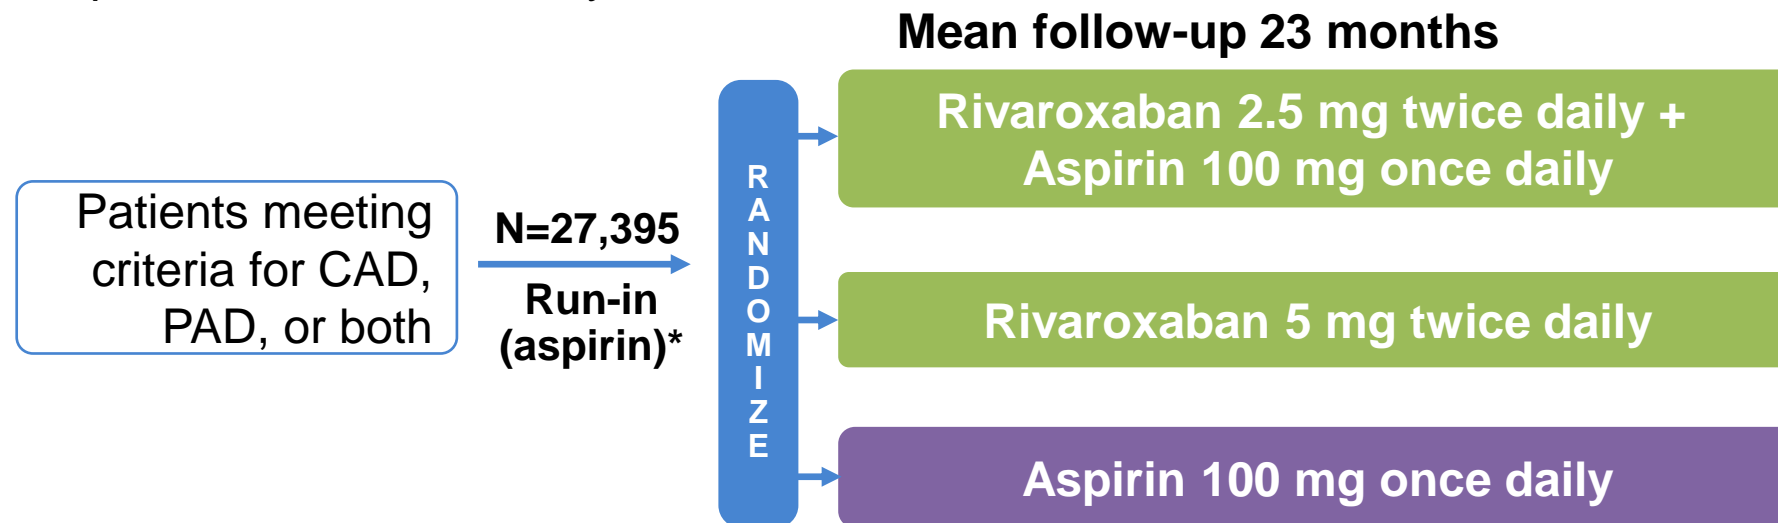 Mean follow-up 23 months
Rivaroxaban 2.5 mg twice daily +
Aspirin 100 mg once daily
Patients meeting
criteria for CAD,
PAD, or both
N=27,395
Run-in
(aspirin)*
R
A
N
D
O
M
I
Z
E
Rivaroxaban 5 mg twice daily
Aspirin 100 mg once daily